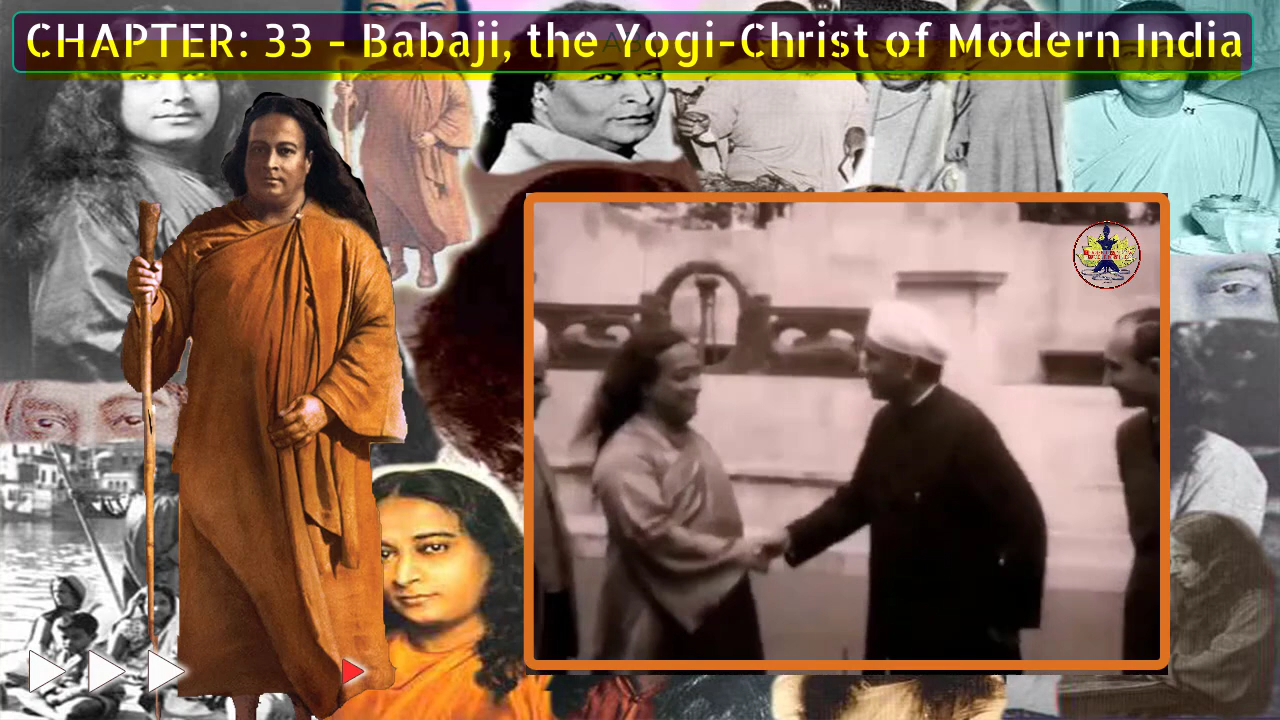 CHAPTER: 33 - Babaji, the Yogi-Christ of Modern India